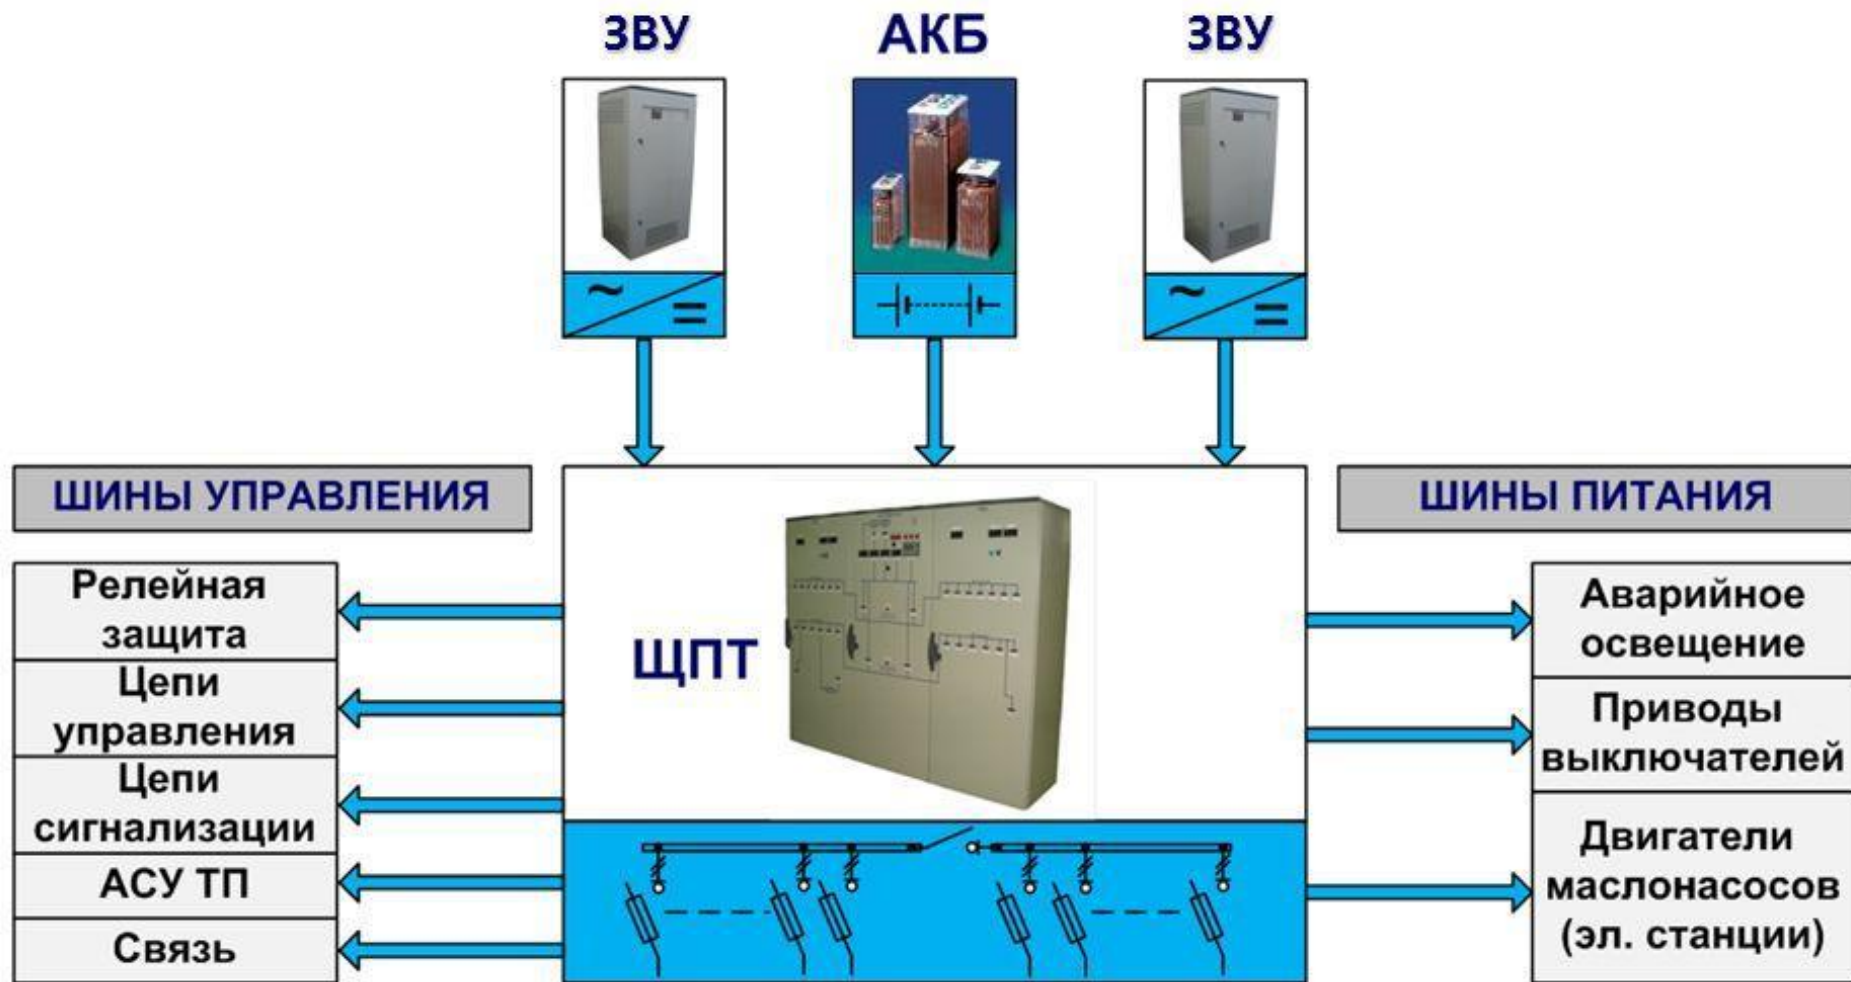 ЗВУ
АКБ
ЗВУ
ШИНЫ УПРАВЛЕНИЯ
ШИНЫ ПИТАНИЯ
Релейная
защита
Цепи
управления
Цепи
сигнализации
АСУ ТП
Связь
ЩПТ
Аварийное
освещение
Приводы
выключателей
Двигатели
маслонасосов
(эл. станции)